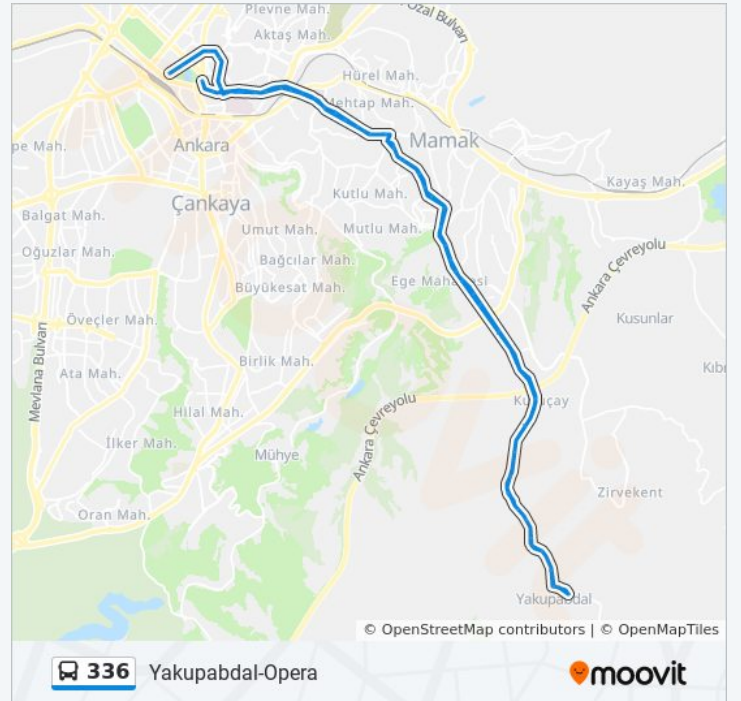 Plevne Mah.
Özal Bulvarı
Aktaş Mah.
Hürel Mah.
Mehtap Mah.
Mamak
pe Mah.
Ankara
Kayaş Mah.
Kutlu Mah.
Çankaya
Balgat Mah.
Umut Mah.
Mutlu Mah.
Oğuzlar Mah.
Bağcılar Mah.
Ege Mahallesi
Büyükesat Mah.
Ankara Çevreyolu
Kusunlar
Öveçler Mah.
Mevlana Bulvarı
Birlik Mah.
Ata Mah.
Kıb
Hilal Mah.
Ankara Çevreyolu
İlker Mah.
Mühye
Zirvekent
Oran Mah.
Yakupabdal
© OpenStreetMap contributors | © OpenMapTiles
336 Yakupabdal-Opera
moovit